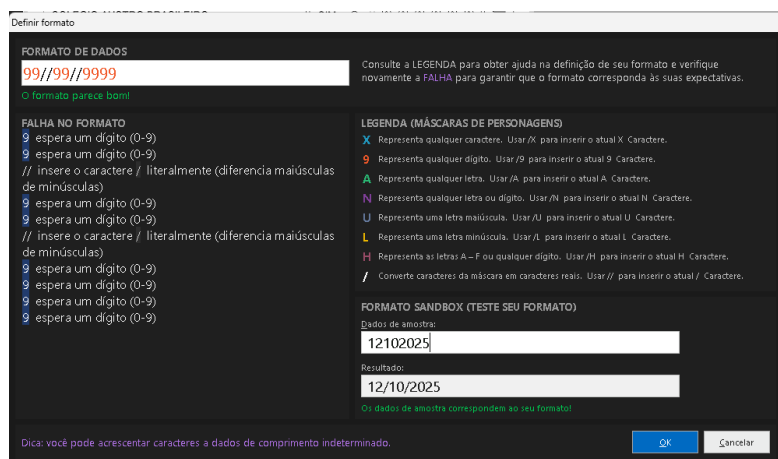 Definir formato
FORMATO DE DADOS
99//99//9999
O formato parece bom!
Consulte a LEGENDA para obter ajuda na definição de seu formato e verifique
novamente a FALHA para garantir que o formato corresponda às suas expectativas.
FALHA NO FORMATO
9 espera um dígito (0-9)
9 espera um dígito (0-9)
// insere o caractere / literalmente (diferencia maiúsculas
de minúsculas)
9 espera um dígito (0-9)
9 espera um dígito (0-9)
// insere o caractere / literalmente (diferencia maiúsculas
de minúsculas)
9 espera um dígito (0-9)
9 espera um dígito (0-9)
9 espera um dígito (0-9)
9 espera um dígito (0-9)
LEGENDA (MÁSCARAS DE PERSONAGENS)
X Representa qualquer caractere. Usar /X para inserir o atual X Caractere.
9 Representa qualquer dígito. Usar /9 para inserir o atual 9 Caractere.
A Representa qualquer letra. Usar /A para inserir o atual A Caractere.
N Representa qualquer letra ou dígito. Usar /N para inserir o atual N Caractere.
U Representa uma letra maiúscula. Usar /U para inserir o atual U Caractere.
L Representa uma letra minúscula. Usar /L para inserir o atual L Caractere.
H Representa as letras A – F ou qualquer dígito. Usar /H para inserir o atual H Caractere.
/ Converte caracteres da máscara em caracteres reais. Usar // para inserir o atual / Caractere.
FORMATO SANDBOX (TESTE SEU FORMATO)
Dados de amostra:
12102025
Resultado:
12/10/2025
Os dados de amostra correspondem ao seu formato!
Dica: você pode acrescentar caracteres a dados de comprimento indeterminado.
OK
Cancelar